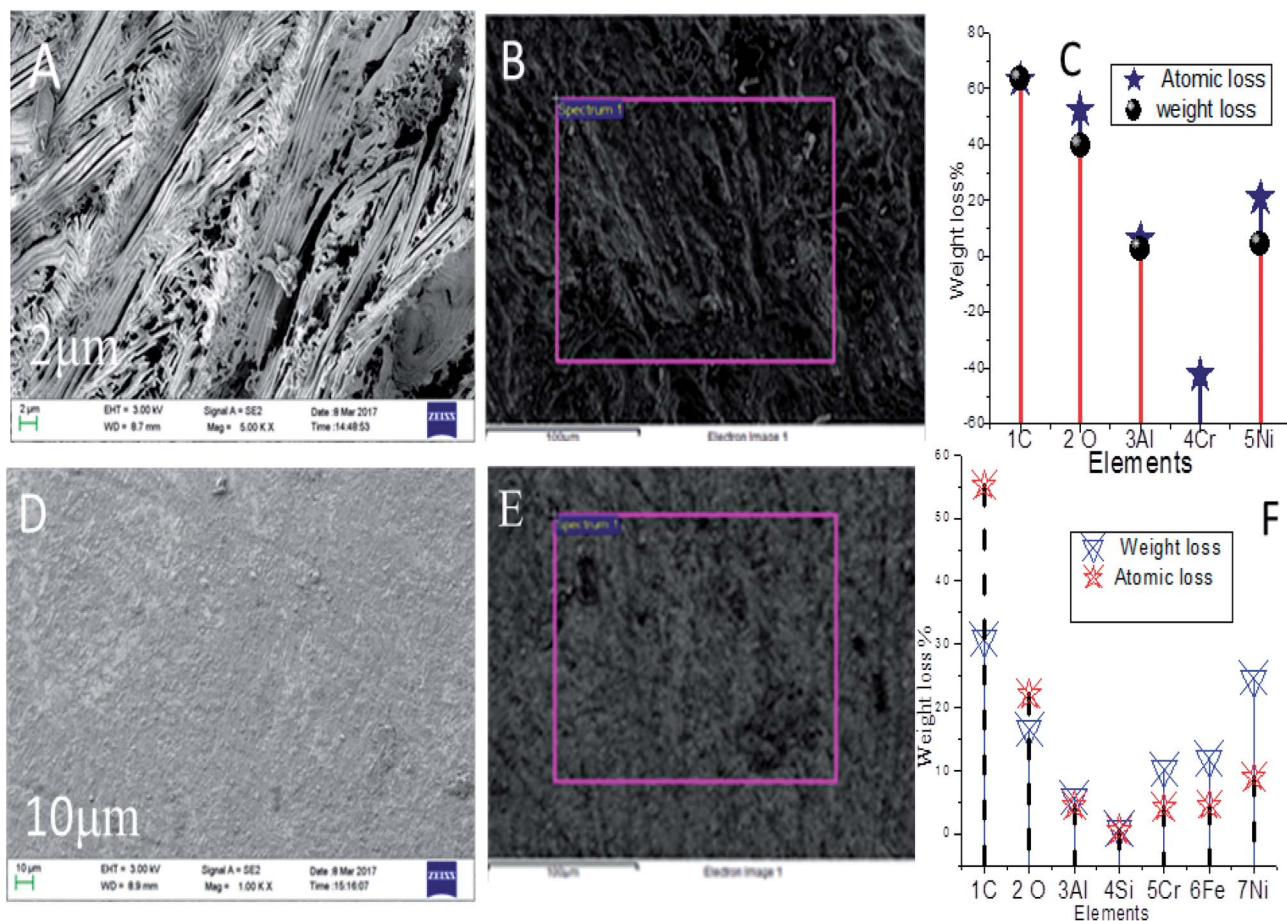 A
2µm
2 µm
EHT = 3.00 kV
Signal A = SE2
Date :8 Mar 2017
WD = 8.7 mm
Mag = 5.00 K X
Time :14:48:53
ZEISS
B
Spectrum 1
100µm
Electron Image 1
C
Atomic loss
weight loss
Weight loss%
80
60
40
20
0
-20
-40
-60
1C 2 O 3Al 4Cr 5Ni
Elements
D
10µm
10 µm
EHT = 3.00 kV
Signal A = SE2
Date :8 Mar 2017
WD = 8.9 mm
Mag = 1.00 K X
Time :15:16:07
ZEISS
E
Spectrum 1
100µm
Electron Image 1
F
Weight loss
Atomic loss
Weight loss %
60
50
40
30
20
10
0
1C 2 O 3Al 4Si 5Cr 6Fe 7Ni
Elements